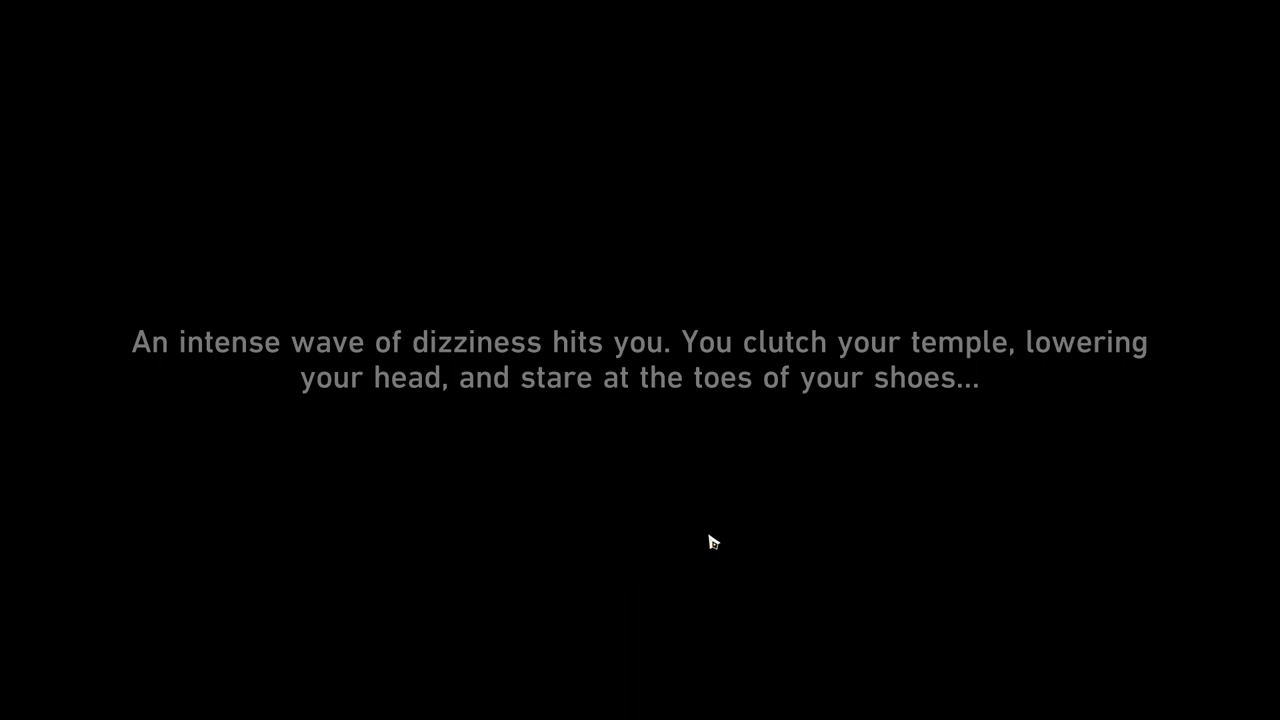 An intense wave of dizziness hits you. You clutch your temple, lowering
your head, and stare at the toes of your shoes...